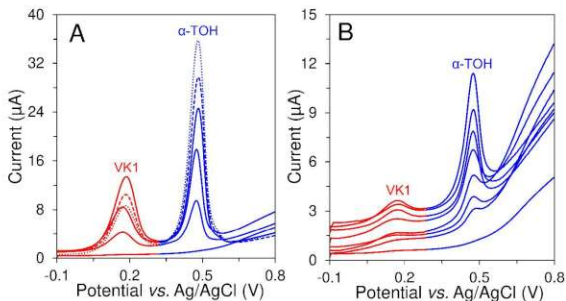 A
α-TOH
VK1
Current (µA)
40
32
24
16
8
0
-0.1
0.2
0.5
0.8
Potential vs. Ag/AgCl (V)
B
α-TOH
VK1
Current (µA)
15
12
9
6
3
0
-0.1
0.2
0.5
0.8
Potential vs. Ag/AgCl (V)